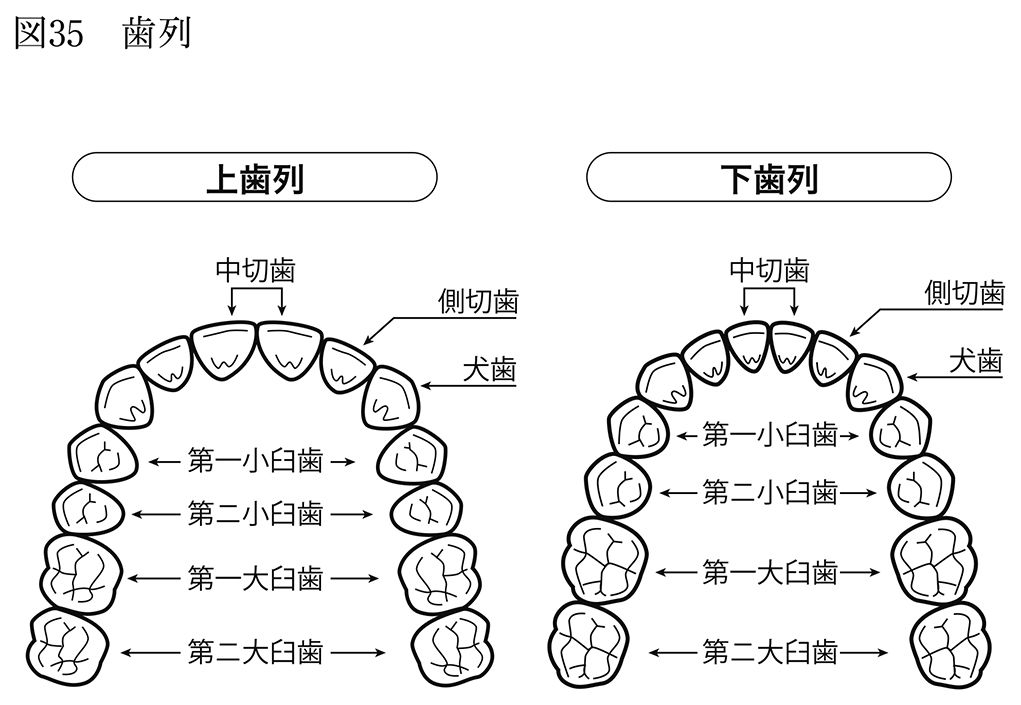 図35　歯列
上歯列
中切歯
側切歯
犬歯
第一小臼歯
第二小臼歯
第一大臼歯
第二大臼歯
下歯列
中切歯
側切歯
犬歯
第一小臼歯
第二小臼歯
第一大臼歯
第二大臼歯